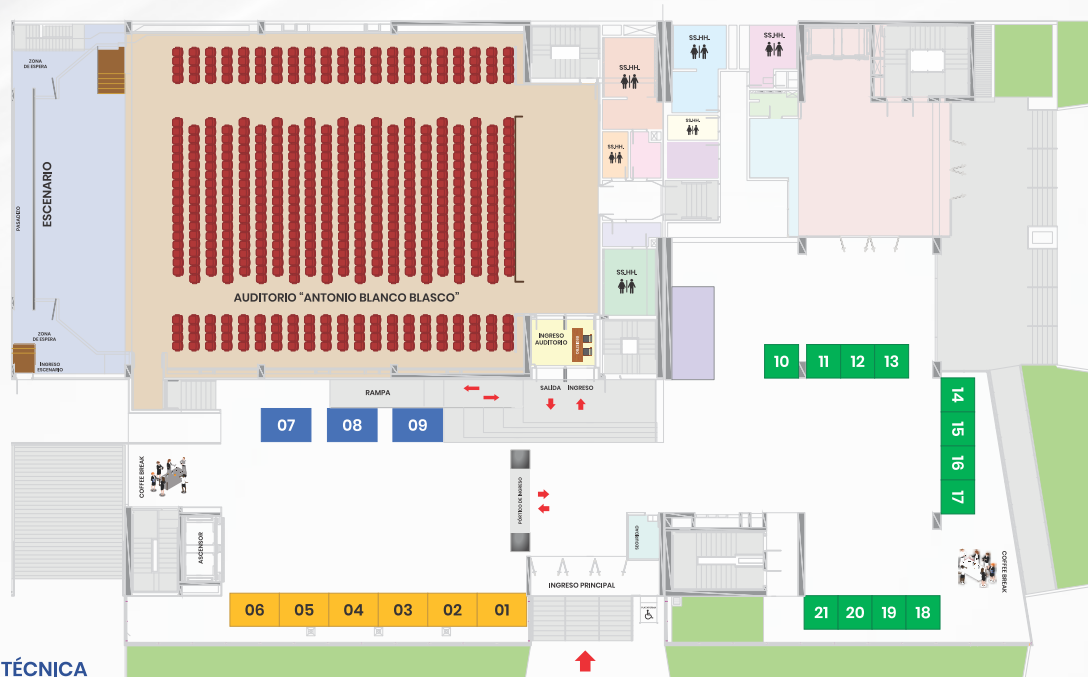 ZONA
DE ESPERA
SS.HH.
SS.HH.
SS.HH.
SS.HH.
SS.HH.
ESCENARIO
PASADIZO
SS.HH.
AUDITORIO “ANTONIO BLANCO BLASCO”
ZONA
DE ESPERA
INGRESO
ESCENARIO
INGRESO
AUDITORIO
SALIDA
INGRESO
RAMPA
10
11
12
13
14
15
16
17
07
08
09
COFFEE BREAK
PÓRTICO DE INGRESO
SEGURIDAD
ASCENSOR
INGRESO PRINCIPAL
COFFEE BREAK
06
05
04
03
02
01
21
20
19
18
TÉCNICA